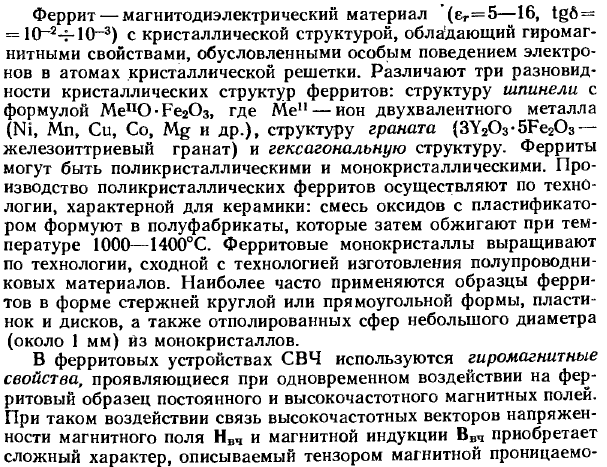 Феррит — магнитодиэлектрический материал (εr=5—16, tgδ=
= 10⁻²÷10⁻³) с кристаллической структурой, обладающий гиромаг-
нитными свойствами, обусловленными особым поведением электро-
нов в атомах кристаллической решетки. Различают три разновид-
ности кристаллических структур ферритов: структуру шпинели с
формулой MeᴵᴵO·Fe₂O₃, где Meᴵᴵ — ион двухвалентного металла
(Ni, Mn, Cu, Co, Mg и др.), структуру граната (3Y₂O₃·5Fe₂O₃ —
железоиттриевый гранат) и гексагональную структуру. Ферриты
могут быть поликристаллическими и монокристаллическими. Про-
изводство поликристаллических ферритов осуществляют по техно-
логии, характерной для керамики: смесь оксидов с пластификато-
ром формуют в полуфабрикаты, которые затем обжигают при тем-
пературе 1000—1400°С. Ферритовые монокристаллы выращивают
по технологии, сходной с технологией изготовления полупроводни-
ковых материалов. Наиболее часто применяются образцы ферри-
тов в форме стержней круглой или прямоугольной формы, пласти-
нок и дисков, а также отполированных сфер небольшого диаметра
(около 1 мм) из монокристаллов.
В ферритовых устройствах СВЧ используются гиромагнитные
свойства, проявляющиеся при одновременном воздействии на фер-
ритовый образец постоянного и высокочастотного магнитных полей.
При таком воздействии связь высокочастотных векторов напряжен-
ности магнитного поля Hвч и магнитной индукции Bвч приобретает
сложный характер, описываемый тензором магнитной проницаемо-